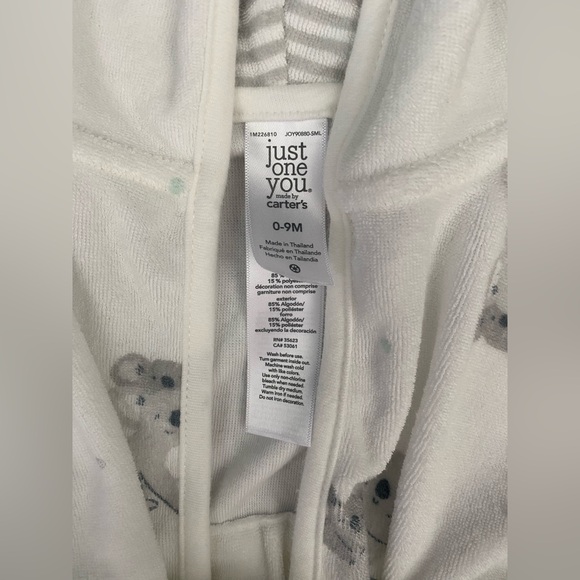 1M226810 JOY90880-SML
just
one
you®
made by
carter's
0-9M
Made in Thailand
Fabriqué en Thaïlande
Hecho en Tailandia
85 %
15 % polyester
décoration non comprise
garniture non comprise
exterior
85% Algodón/
15% poliéster
forro
85% Algodón/
15% poliéster
excluyendo la decoración
RN# 35623
CA# 53061
Wash before use.
Turn garment inside out.
Machine wash cold
with like colors.
Use only non-chlorine
bleach when needed.
Tumble dry medium.
Warm iron if needed.
Do not iron decoration.